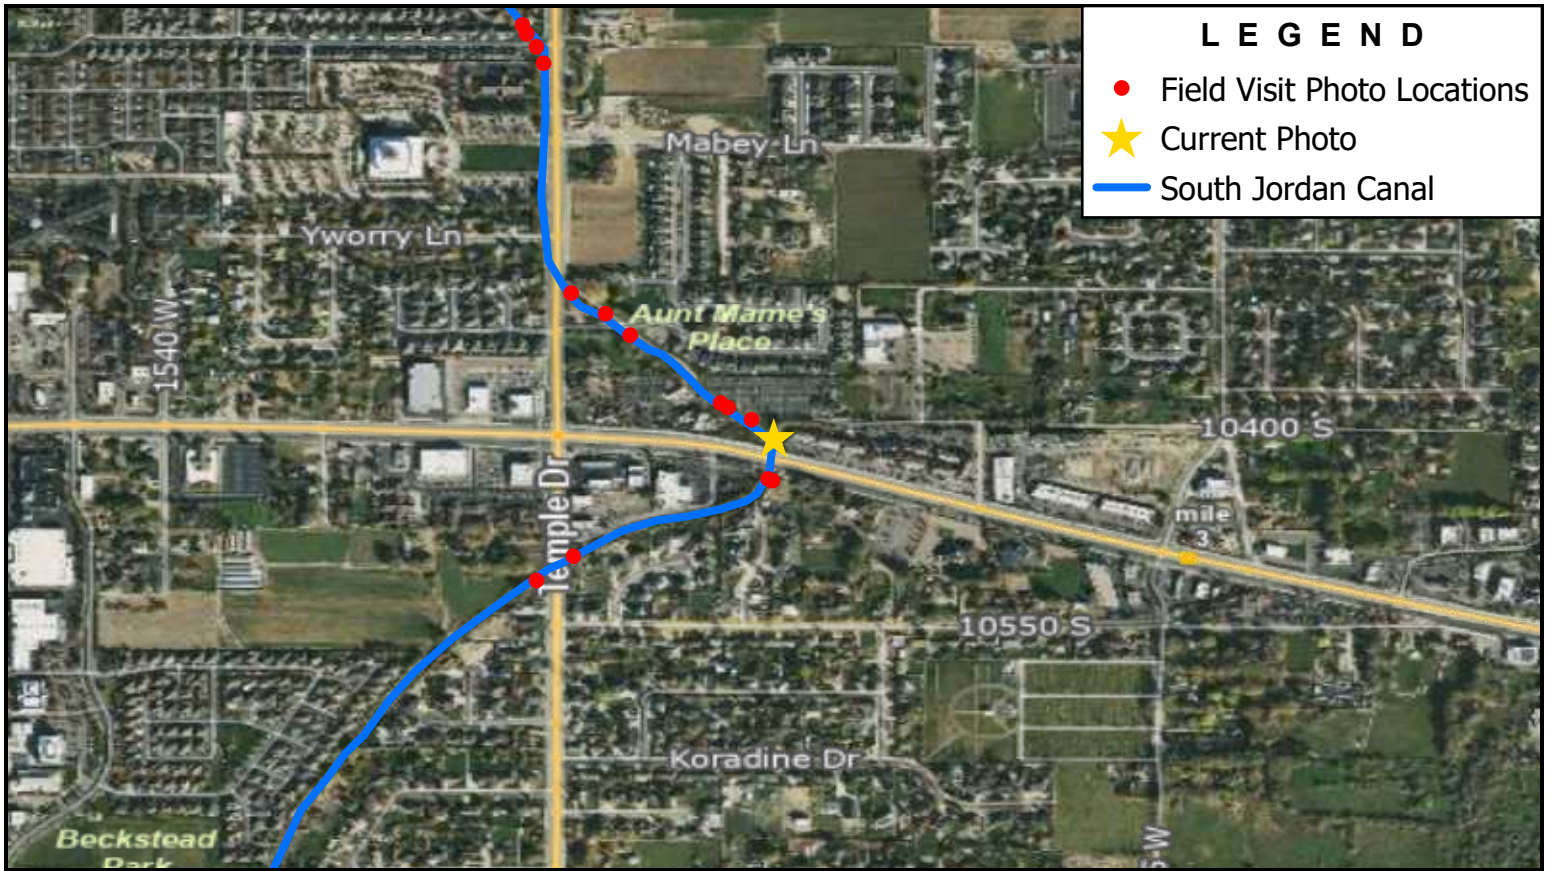 L E G E N D
Field Visit Photo Locations
Current Photo
South Jordan Canal
Mabey Ln
Yworry Ln
1540 W
Aunt Mame's
Place
10400 S
Temple Dr
mile
3
10550 S
Koradine Dr
Beckstead
Park